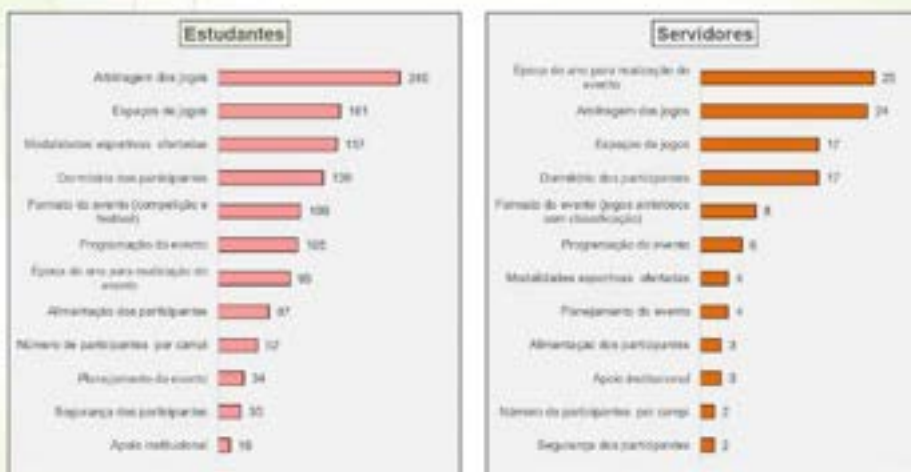 Estudantes
Arbitragem dos jogos 240
Espaços de jogos 161
Modalidades esportivas ofertadas 157
Dormitório dos participantes 139
Formato do evento (competição e
festival)
Programação do evento 105
Época do ano para realização do
evento
Alimentação dos participantes
Número de participantes por campi 52
Planejamento do evento 34
Segurança dos participantes 30
Apoio institucional 16
Servidores
Época do ano para realização do
evento 25
Arbitragem dos jogos 24
Espaços de jogos 17
Dormitório dos participantes 17
Formato do evento (jogos
sem classificação) 8
Programação do evento 6
Modalidades esportivas ofertadas 4
Planejamento do evento 4
Alimentação dos participantes 3
Apoio institucional 3
Número de participantes por campi 2
Segurança dos participantes 2